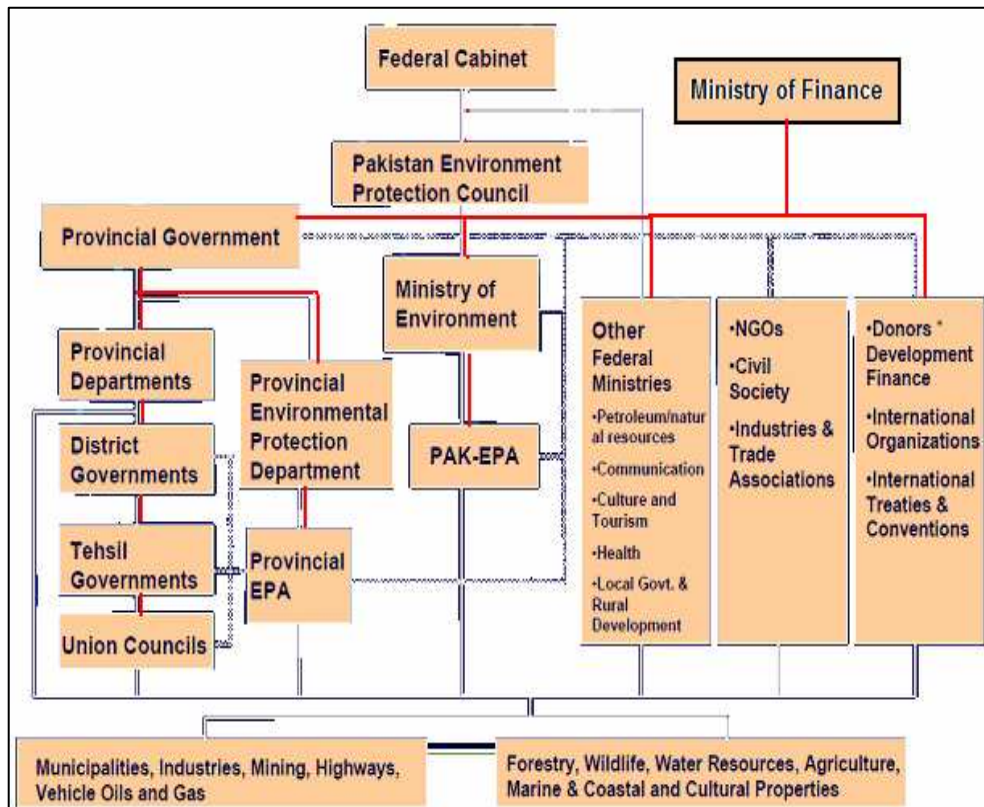 Federal Cabinet
Ministry of Finance
Pakistan Environment
Protection Council
Provincial Government
Ministry of
Environment
Provincial
Departments
Provincial
Environmental
Protection
Department
District
Governments
PAK-EPA
Tehsil
Governments
Provincial
EPA
Union Councils
Other
Federal
Ministries
•Petroleum/natur
al resources
•Communication
•Culture and
Tourism
•Health
•Local Govt. &
Rural
Development
•NGOs
•Civil
Society
•Industries &
Trade
Associations
•Donors *
Development
Finance
•International
Organizations
•International
Treaties &
Conventions
Municipalities, Industries, Mining, Highways,
Vehicle Oils and Gas
Forestry, Wildlife, Water Resources, Agriculture,
Marine & Coastal and Cultural Properties